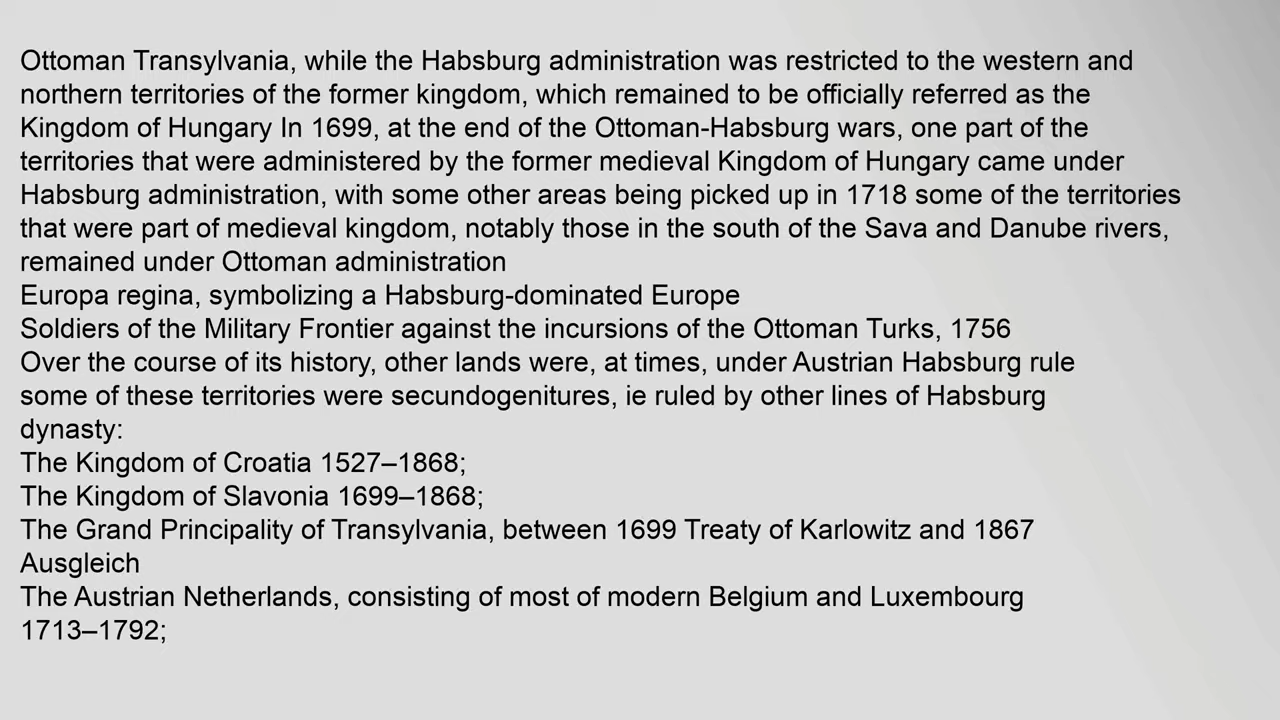 Ottoman Transylvania, while the Habsburg administration was restricted to the western and
northern territories of the former kingdom, which remained to be officially referred as the
Kingdom of Hungary In 1699, at the end of the Ottoman-Habsburg wars, one part of the
territories that were administered by the former medieval Kingdom of Hungary came under
Habsburg administration, with some other areas being picked up in 1718 some of the territories
that were part of medieval kingdom, notably those in the south of the Sava and Danube rivers,
remained under Ottoman administration
Europa regina, symbolizing a Habsburg-dominated Europe
Soldiers of the Military Frontier against the incursions of the Ottoman Turks, 1756
Over the course of its history, other lands were, at times, under Austrian Habsburg rule
some of these territories were secundogenitures, ie ruled by other lines of Habsburg
dynasty:
The Kingdom of Croatia 1527–1868;
The Kingdom of Slavonia 1699–1868;
The Grand Principality of Transylvania, between 1699 Treaty of Karlowitz and 1867
Ausgleich
The Austrian Netherlands, consisting of most of modern Belgium and Luxembourg
1713–1792;